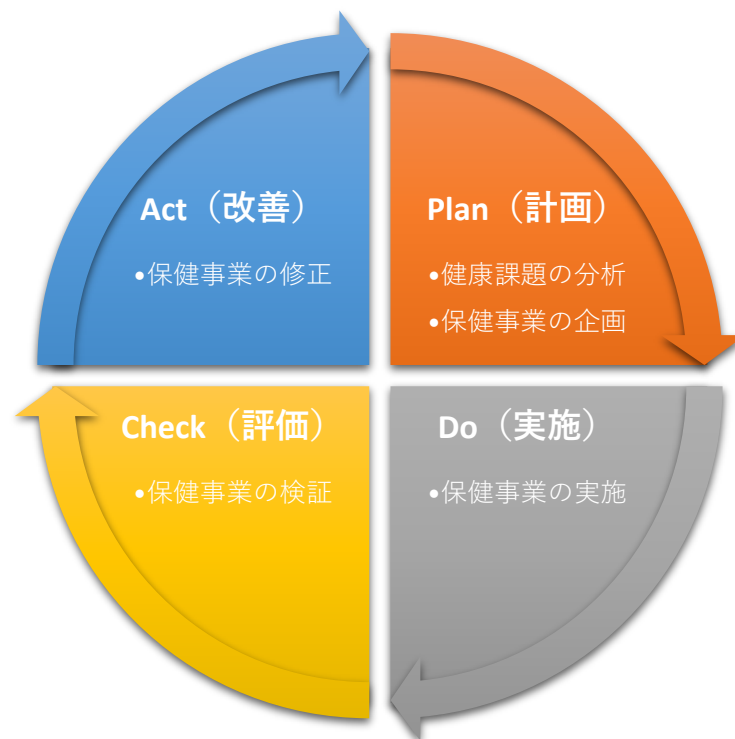 Act（改善）
•保健事業の修正
Plan（計画）
•健康課題の分析
•保健事業の企画
Check（評価）
•保健事業の検証
Do（実施）
•保健事業の実施